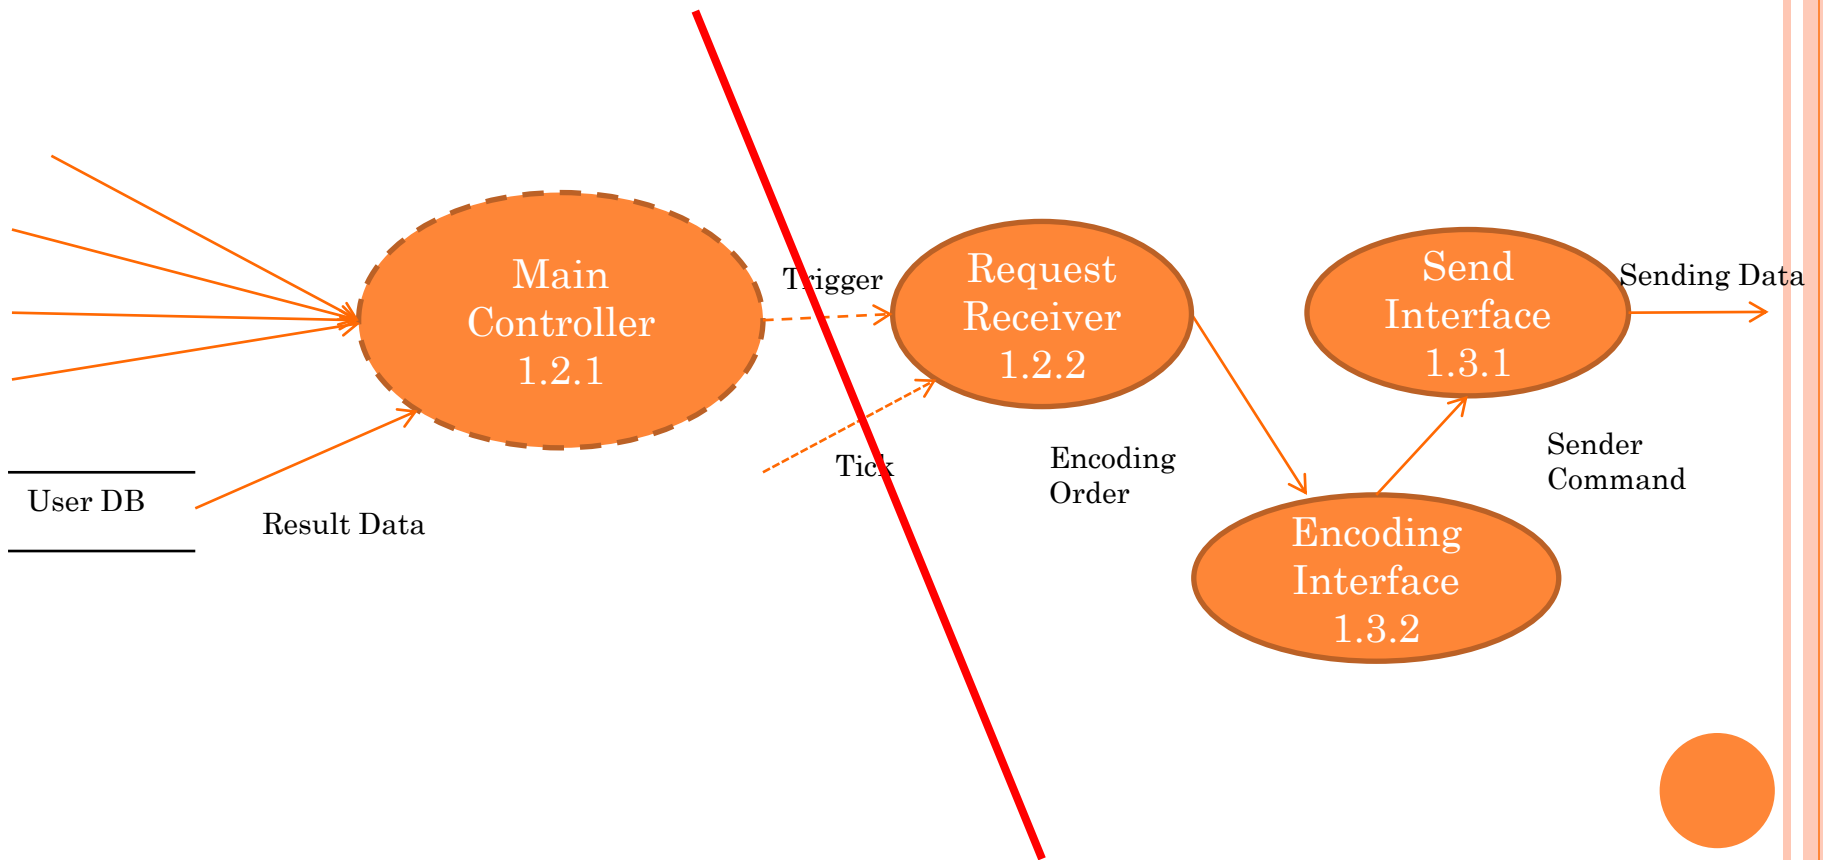 Main
Controller
1.2.1
Trigger
Request
Receiver
1.2.2
Send
Interface
1.3.1
Sending Data
Tick
Encoding
Order
Sender
Command
User DB
Result Data
Encoding
Interface
1.3.2